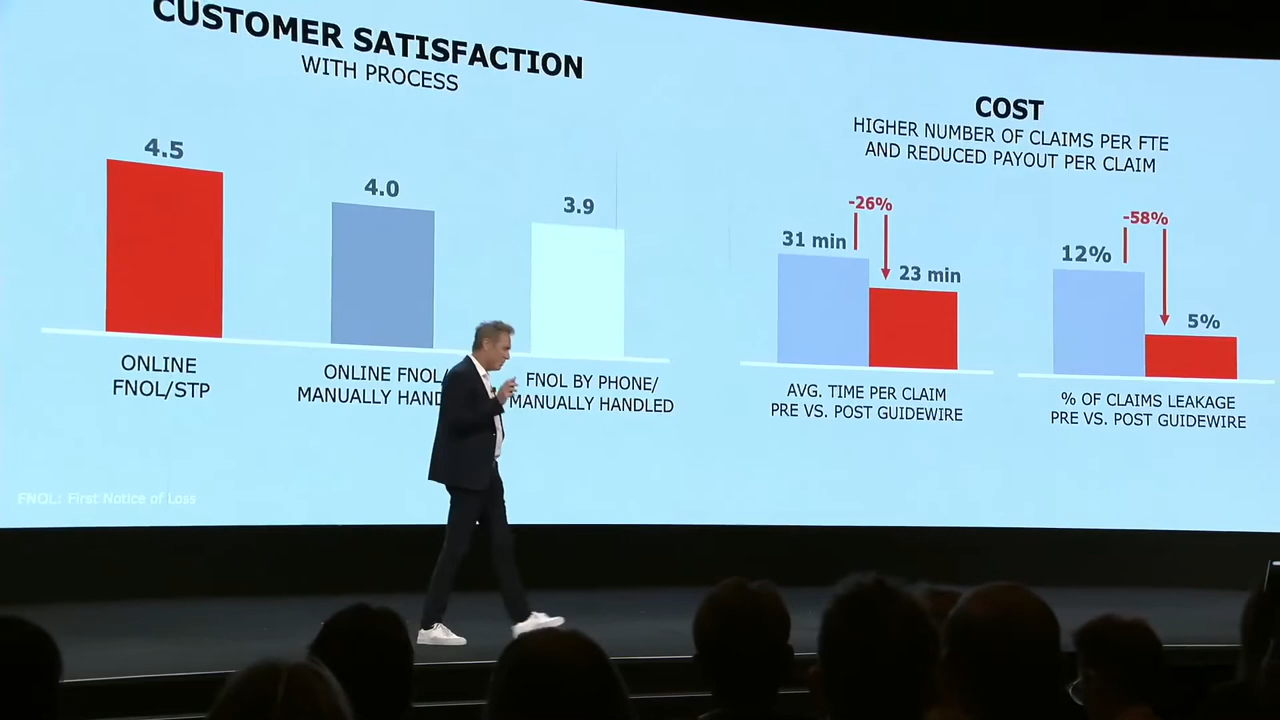 CUSTOMER SATISFACTION
WITH PROCESS
4.5
4.0
3.9
ONLINE
FNOL/STP
ONLINE FNOL/
MANUALLY HAND
FNOL BY PHONE/
MANUALLY HANDLED
FNOL: First Notice of Loss
COST
HIGHER NUMBER OF CLAIMS PER FTE
AND REDUCED PAYOUT PER CLAIM
-26%
31 min
23 min
AVG. TIME PER CLAIM
PRE VS. POST GUIDEWIRE
-58%
12%
5%
% OF CLAIMS LEAKAGE
PRE VS. POST GUIDEWIRE